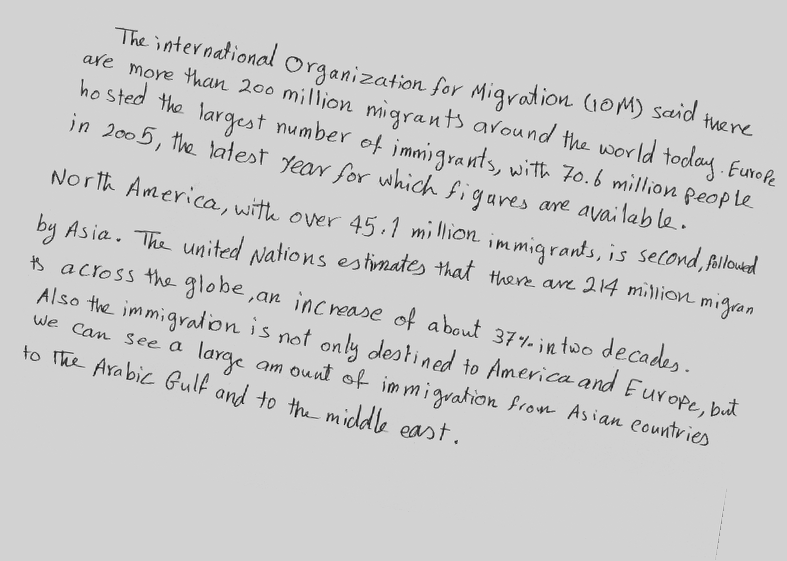 The international Organization for Migration (IOM) said there
are more than 200 million migrants around the world today. Europe
hosted the largest number of immigrants, with 70.6 million people
in 2005, the latest year for which figures are available.
North America, with over 45.1 million immigrants, is second, followed
by Asia. The united Nations estimates that there are 214 million migran
ts across the globe, an increase of about 37% in two decades.
Also the immigration is not only destined to America and Europe, but
we can see a large amount of immigration from Asian countries
to the Arabic Gulf and to the middle east.